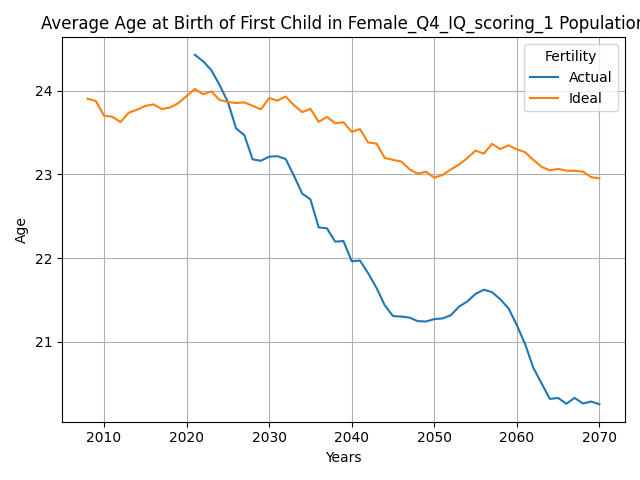 Average Age at Birth of First Child in Female_Q4_IQ_scoring_1 Population
Fertility
Actual
Ideal
24
23
22
21
Age
2010
2020
2030
2040
2050
2060
2070
Years